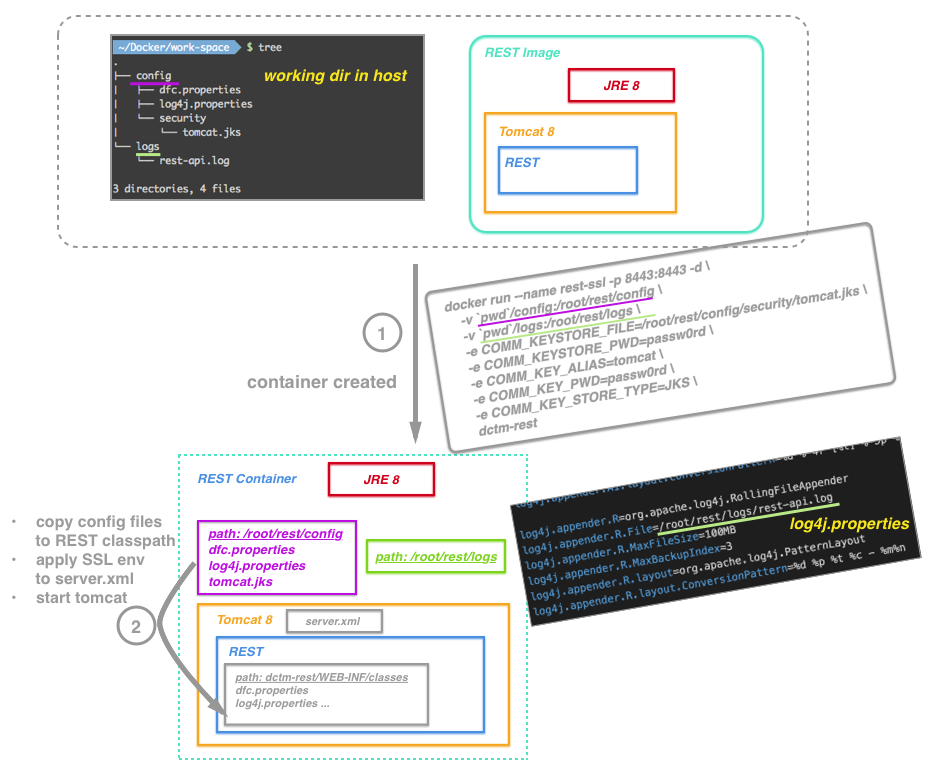 ~/Docker/work-space $ tree
.
├── config
│   ├── dfc.properties
│   ├── log4j.properties
│   └── security
│       └── tomcat.jks
└── logs
    └── rest-api.log
3 directories, 4 files
working dir in host
REST Image
JRE 8
Tomcat 8
REST
1
container created
docker run --name rest-ssl -p 8443:8443 -d \
-v `pwd`/config:/root/rest/config \
-v `pwd`/logs:/root/rest/logs \
-e COMM_KEYSTORE_FILE=/root/rest/config/security/tomcat.jks \
-e COMM_KEYSTORE_PWD=passw0rd \
-e COMM_KEY_ALIAS=tomcat \
-e COMM_KEY_PWD=passw0rd \
-e COMM_KEY_STORE_TYPE=JKS \
dctm-rest
REST Container
JRE 8
• copy config files
to REST classpath
• apply SSL env
to server.xml
• start tomcat
2
path: /root/rest/config
dfc.properties
log4j.properties
tomcat.jks
path: /root/rest/logs
Tomcat 8
server.xml
REST
path: dctm-rest/WEB-INF/classes
dfc.properties
log4j.properties ...
log4j.appender.R=org.apache.log4j.RollingFileAppender
log4j.appender.R.File=/root/rest/logs/rest-api.log
log4j.appender.R.MaxFileSize=100MB
log4j.appender.R.MaxBackupIndex=3
log4j.appender.R.layout=org.apache.log4j.PatternLayout
log4j.appender.R.layout.ConversionPattern=%d %p %t %c – %m%n
log4j.properties